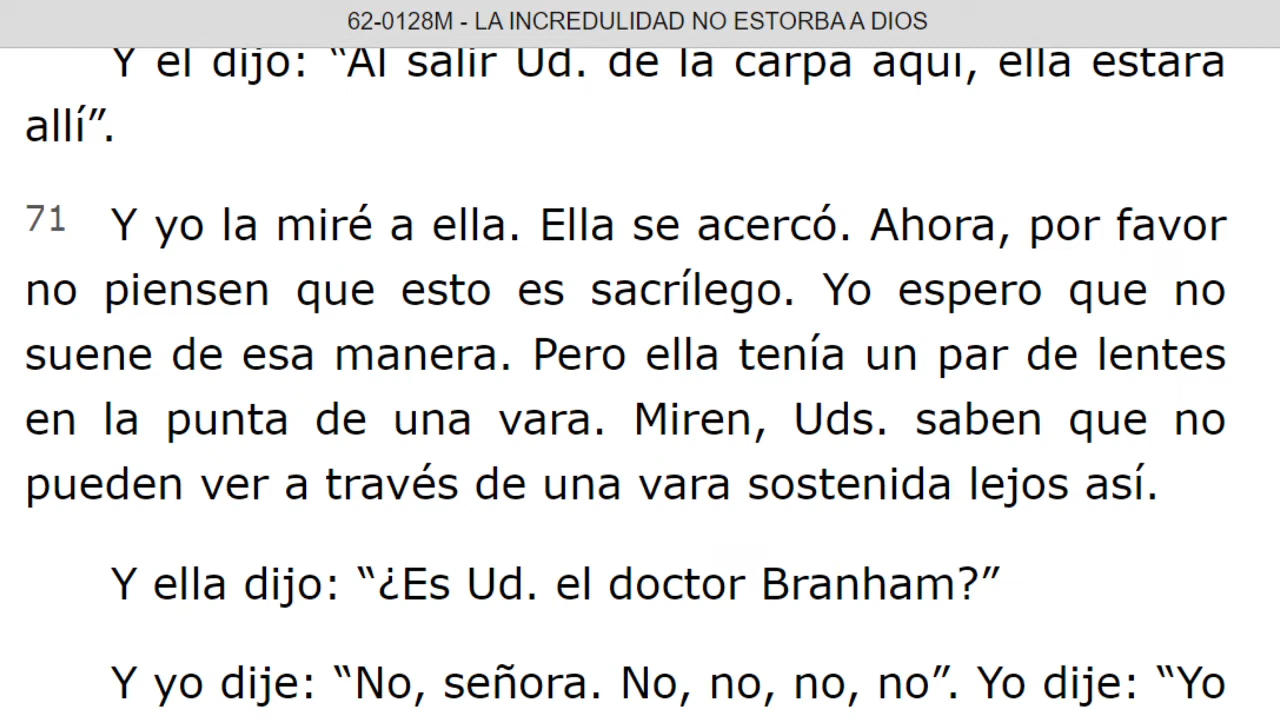 62-0128M - LA INCREDULIDAD NO ESTORBA A DIOS
Y él dijo: “Al salir Ud. de la carpa aquí, ella estará
allí”.
71 Y yo la miré a ella. Ella se acercó. Ahora, por favor
no piensen que esto es sacrílego. Yo espero que no
suene de esa manera. Pero ella tenía un par de lentes
en la punta de una vara. Miren, Uds. saben que no
pueden ver a través de una vara sostenida lejos así.
Y ella dijo: “¿Es Ud. el doctor Branham?”
Y yo dije: “No, señora. No, no, no”. Yo dije: “Yo